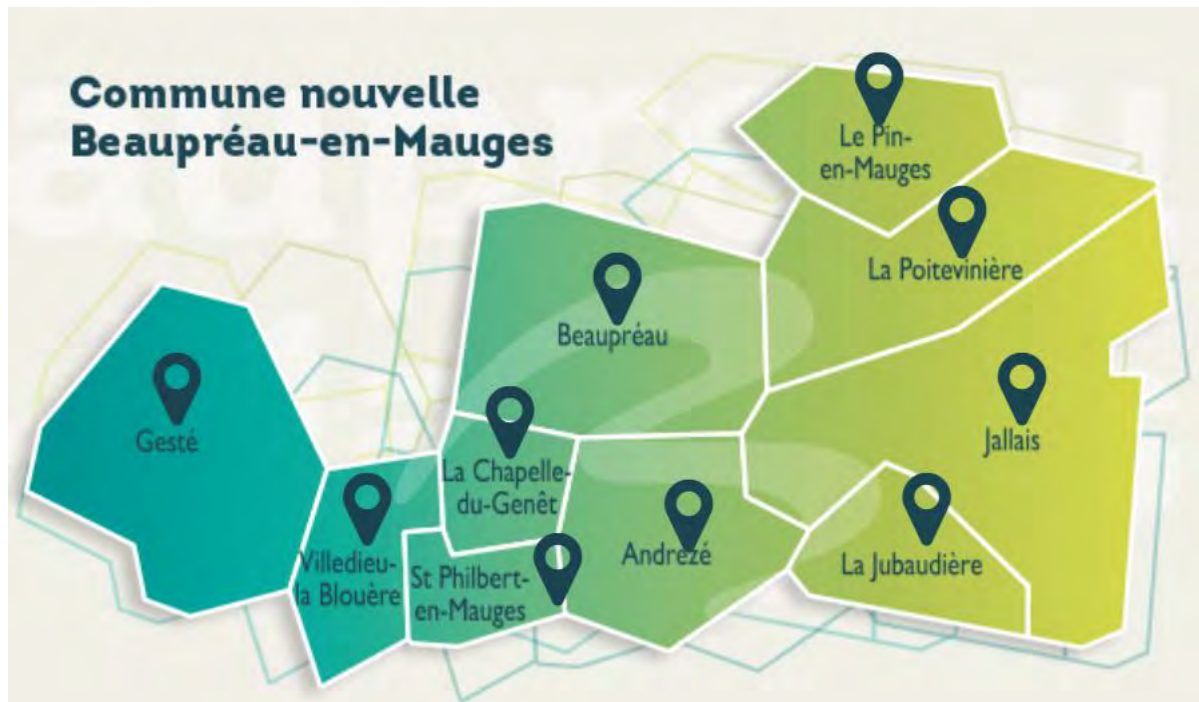 Commune nouvelle
Beaupréau-en-Mauges
Le Pin-
en-Mauges
La Poitevinière
Beaupréau
Gesté
Jallais
La Chapelle-
du-Genêt
Villedieu-
la Blouère
St Philbert-
en-Mauges
Andrezé
La Jubaudière